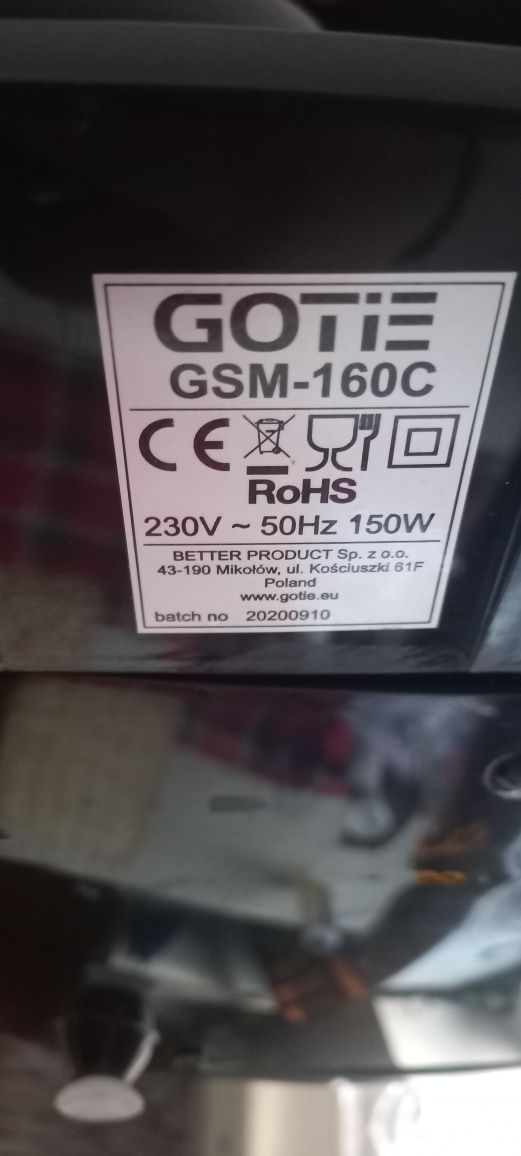 GOTiE
GSM-160C
CE
RoHS
230V ~ 50Hz 150W
BETTER PRODUCT Sp. z o.o.
43-190 Mikołów, ul. Kościuszki 61F
Poland
www.gotie.eu
batch no 20200910